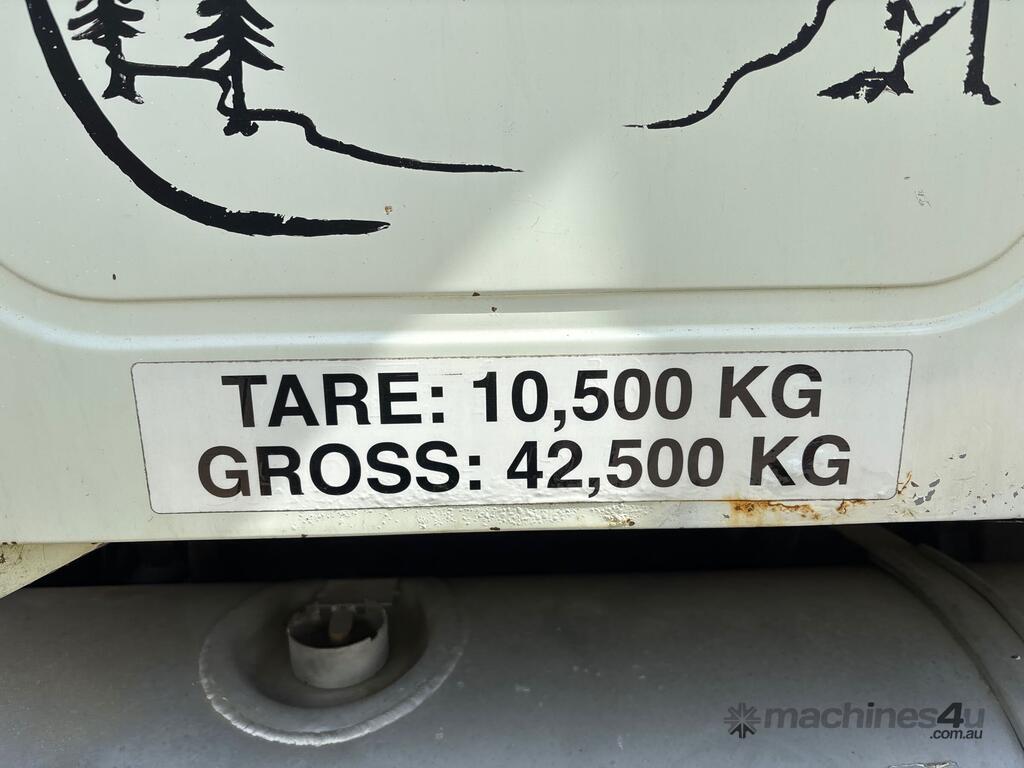 TARE: 10,500 KG
GROSS: 42,500 KG
machines4u
.com.au